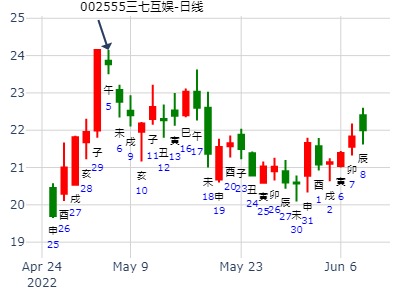 002555三七互娱-日线
25
24
23
22
21
20
19
申
25
酉
26
戌
27
亥
28
子
29
午
5
未
6
戌
9
亥
10
子
11
丑
12
寅
13
巳
16
午
17
未
18
申
19
酉
20
子
23
丑
24
寅
25
卯
26
辰
27
未
30
申
31
酉
1
戌
2
寅
6
卯
7
辰
8
Apr 24
2022
May 9
May 23
Jun 6